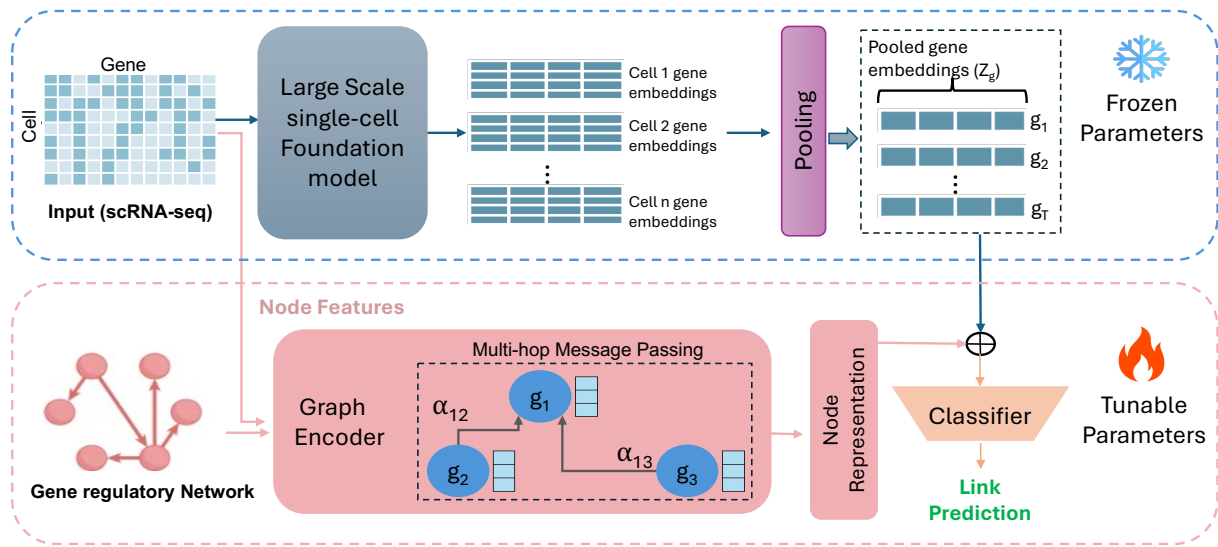 Gene
Cell
Input (scRNA-seq)
Large Scale
single-cell
Foundation
model
Cell 1 gene
embeddings
Cell 2 gene
embeddings
Cell n gene
embeddings
Pooling
Pooled gene
embeddings (Zg)
g1
g2
gT
Frozen
Parameters
Node Features
Gene regulatory Network
Graph
Encoder
Multi-hop Message Passing
g1
α12
g2
α13
g3
Node
Representation
Classifier
Link
Prediction
Tunable
Parameters